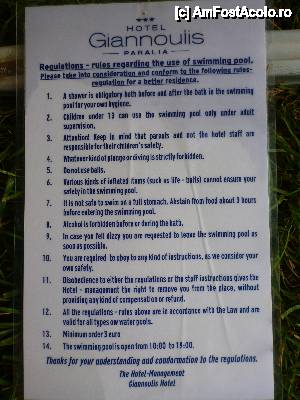 (c) AmFostAcolo.ro
★★★
HOTEL
Giannoulis
PARALIA
Regulations - rules regarding the use of swimming pool.
Please take into consideration and conform to the following rules-
regulation for a better residence.
1. A shower is obligatory both before and after the bath in the swimming
pool for your own hygiene.
2. Children under 13 can use the swimming pool only under adult
supervision.
3. Attention! Keep in mind that parents and not the hotel staff are
responsible for their children's safety.
4. Whatever kind of plunge or diving is strictly forbidden.
5. Do not use balls.
6. Various kinds of inflated items (such as life - belts) cannot ensure your
safety in the swimming pool.
7. It is not safe to swim on a full stomach. Abstain from food about 3 hours
before entering the swimming pool.
8. Alcohol is forbidden before or during the bath.
9. In case you fell dizzy you are requested to leave the swimming pool as
soon as possible.
10. You are required to obey to any kind of instructions, as we consider your
own safety.
11. Disobedience to either the regulations or the staff instructions gives the
Hotel - management the right to remove you from the place, without
providing any kind of compensation or refund.
12. All the regulations - rules above are in accordance with the Law and are
valid for all types ow water pools.
13. Minimum order 3 euro
14. The swimming pool is open from 10:00 to 19:00.
Thanks for your understanding and conformation to the regulations.
The Hotel-Management
Giannoulis Hotel